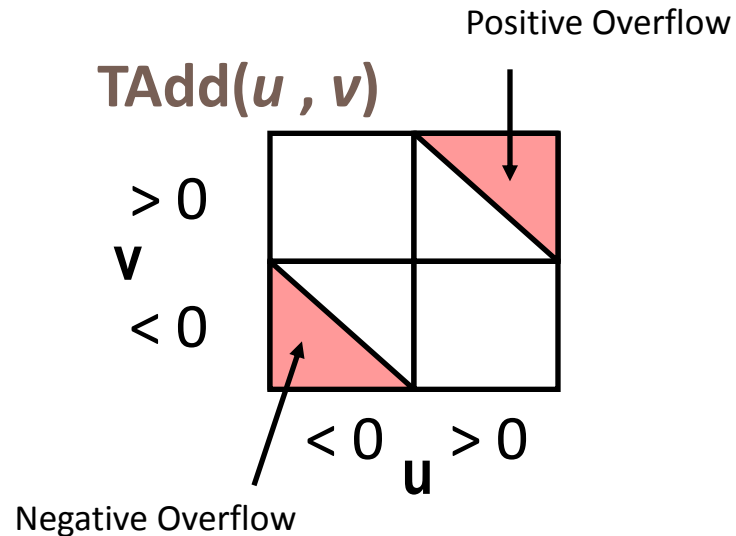 Positive Overflow
TAdd(u , v)
> 0
v
< 0
< 0 u > 0
Negative Overflow